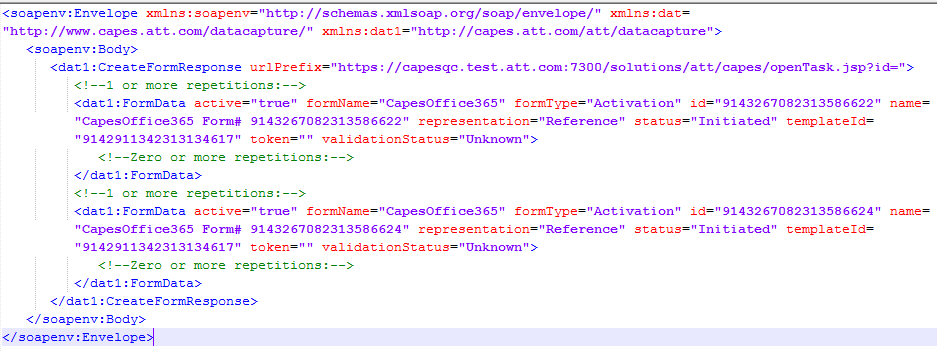 <soapenv:Envelope xmlns:soapenv="http://schemas.xmlsoap.org/soap/envelope/" xmlns:dat=
"http://www.capes.att.com/datacapture/" xmlns:dat1="http://capes.att.com/att/datacapture">
<soapenv:Body>
<dat1:CreateFormResponse urlPrefix="https://capesqc.test.att.com:7300/solutions/att/capes/openTask.jsp?id=">
<!--1 or more repetitions:-->
<dat1:FormData active="true" formName="CapesOffice365" formType="Activation" id="9143267082313586622" name=
"CapesOffice365 Form# 9143267082313586622" representation="Reference" status="Initiated" templateId=
"9142911342313134617" token="" validationStatus="Unknown">
<!--Zero or more repetitions:-->
</dat1:FormData>
<!--1 or more repetitions:-->
<dat1:FormData active="true" formName="CapesOffice365" formType="Activation" id="9143267082313586624" name=
"CapesOffice365 Form# 9143267082313586624" representation="Reference" status="Initiated" templateId=
"9142911342313134617" token="" validationStatus="Unknown">
<!--Zero or more repetitions:-->
</dat1:FormData>
</dat1:CreateFormResponse>
</soapenv:Body>
</soapenv:Envelope>